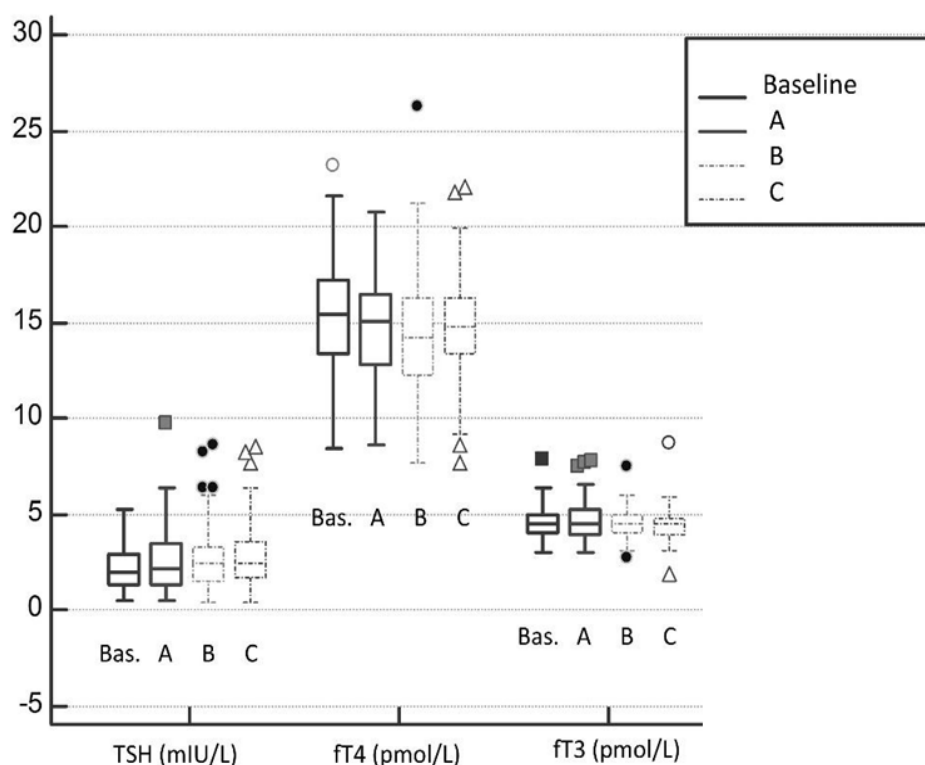 30
25
20
15
10
5
0
-5
Baseline
A
B
C
Bas. A B C
Bas. A B C
Bas. A B C
TSH (mIU/L) fT4 (pmol/L) fT3 (pmol/L)